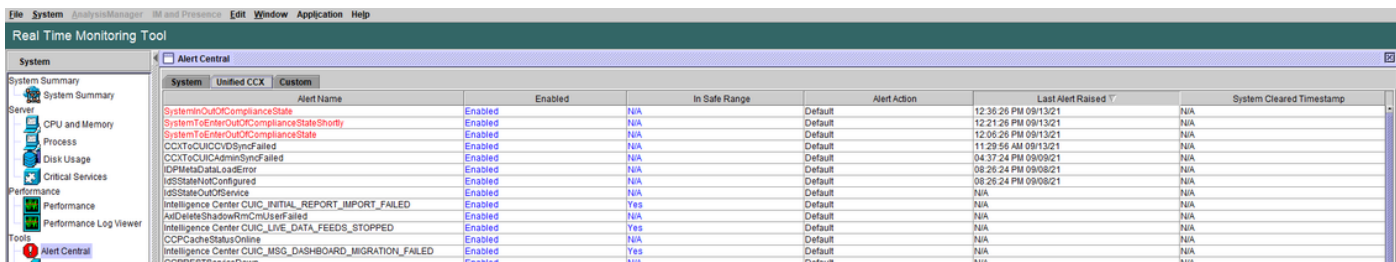 File System AnalysisManager IM and Presence Edit Window Application Help
Real Time Monitoring Tool
System
Alert Central
System Summary
System Summary
Server
CPU and Memory
Process
Disk Usage
Critical Services
Performance
Performance
Performance Log Viewer
Tools
Alert Central
System Unified CCX Custom
Alert Name Enabled In Safe Range Alert Action Last Alert Raised System Cleared Timestamp
SystemInOutOfComplianceState Enabled N/A Default 12:36:26 PM 09/13/21 N/A
SystemToEnterOutOfComplianceStateShortly Enabled N/A Default 12:21:26 PM 09/13/21 N/A
SystemToEnterOutOfComplianceState Enabled N/A Default 12:06:26 PM 09/13/21 N/A
CCXToCUICCVDSyncFailed Enabled N/A Default 11:29:56 AM 09/13/21 N/A
CCXToCUICAdminSyncFailed Enabled N/A Default 04:37:24 PM 09/09/21 N/A
IDPMetaDataLoadError Enabled N/A Default 08:26:24 PM 09/08/21 N/A
IdSStateNotConfigured Enabled N/A Default 08:26:24 PM 09/08/21 N/A
IdSStateOutOfService Enabled N/A Default N/A N/A
Intelligence Center CUIC_INITIAL_REPORT_IMPORT_FAILED Enabled Yes Default N/A N/A
AxlDeleteShadowRmCmUserFailed Enabled N/A Default N/A N/A
Intelligence Center CUIC_LIVE_DATA_FEEDS_STOPPED Enabled Yes Default N/A N/A
CCPCacheStatusOnline Enabled N/A Default N/A N/A
Intelligence Center CUIC_MSG_DASHBOARD_MIGRATION_FAILED Enabled Yes Default N/A N/A
Enabled N/A Default N/A N/A